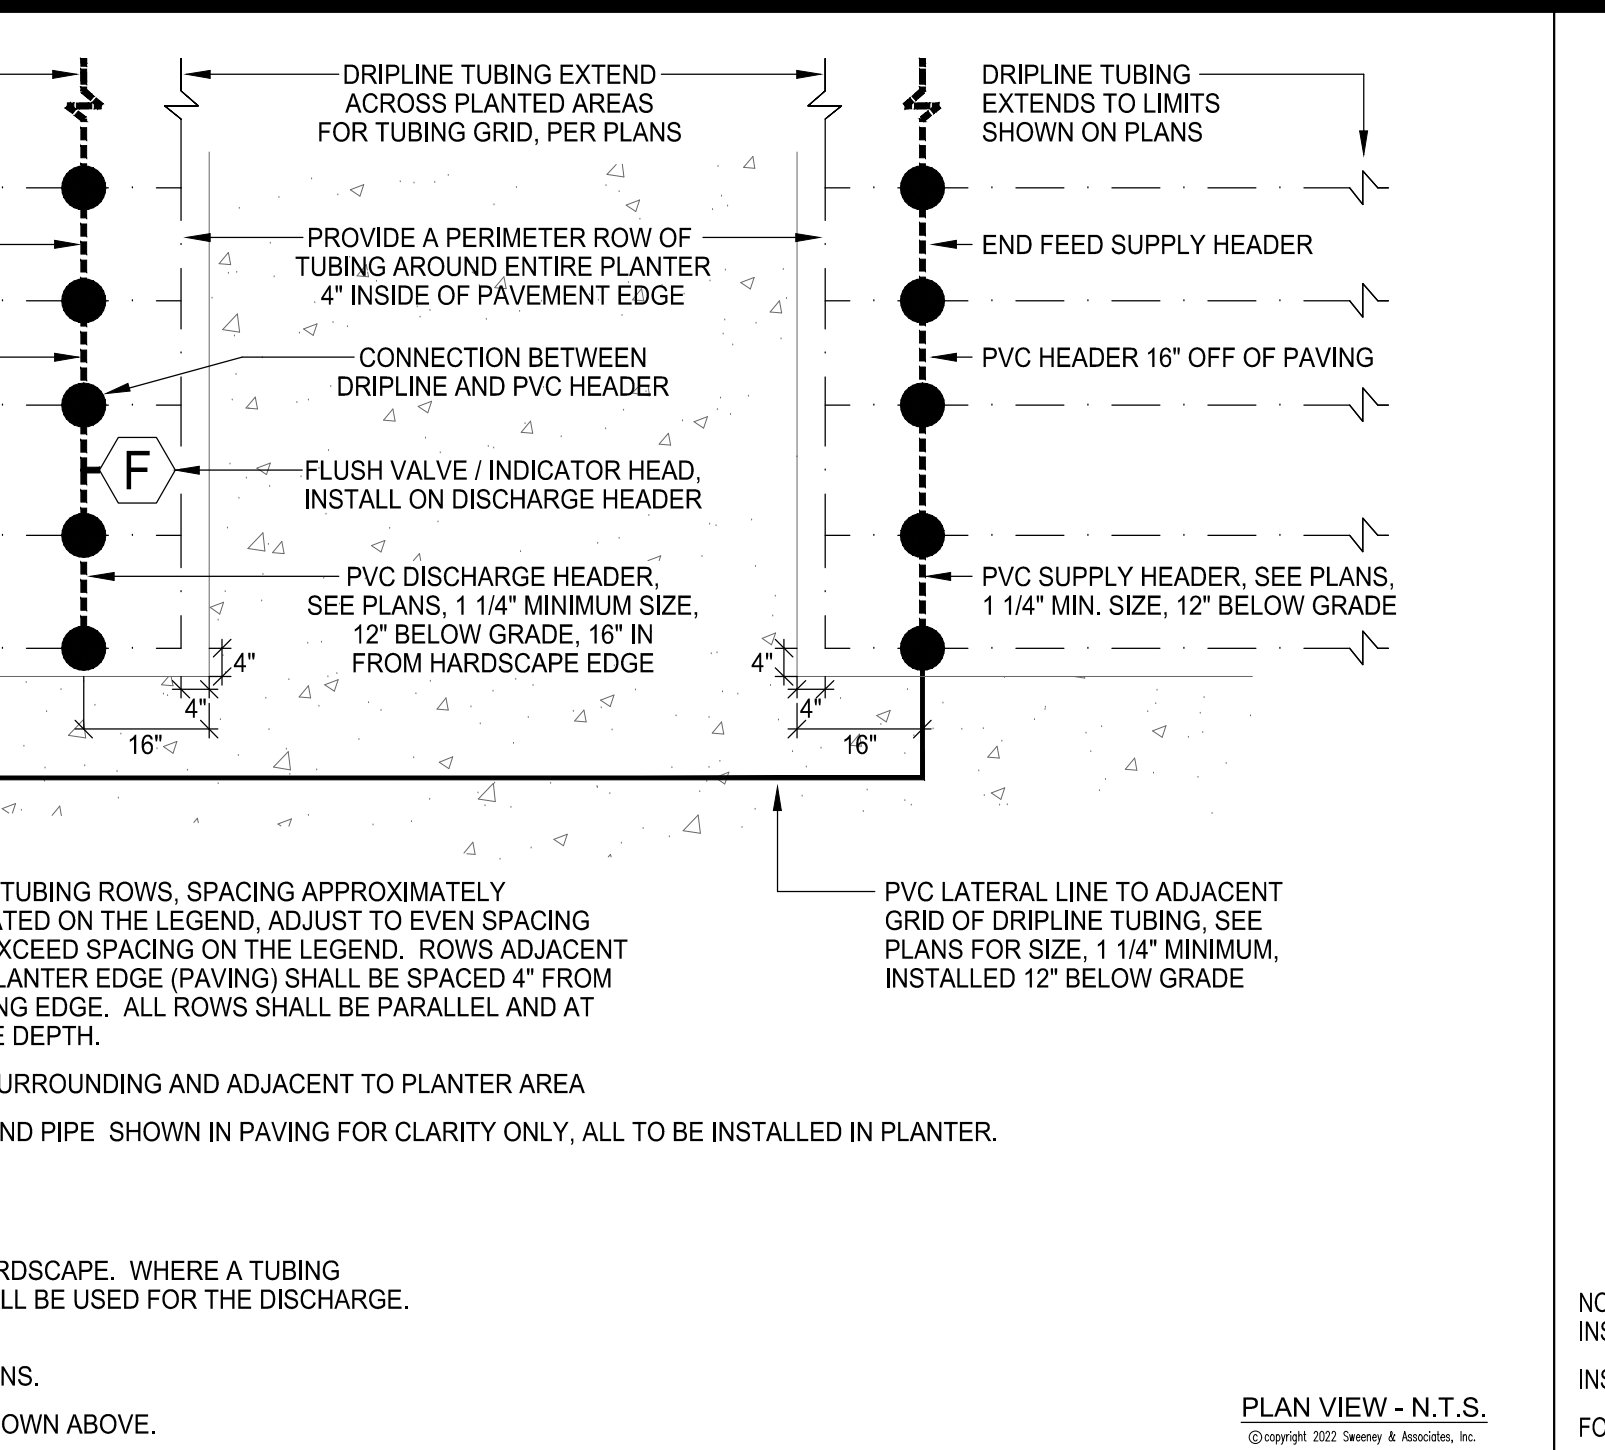 DRIPLINE TUBING EXTEND
ACROSS PLANTED AREAS
FOR TUBING GRID, PER PLANS
DRIPLINE TUBING
EXTENDS TO LIMITS
SHOWN ON PLANS
PROVIDE A PERIMETER ROW OF
TUBING AROUND ENTIRE PLANTER
4" INSIDE OF PAVEMENT EDGE
END FEED SUPPLY HEADER
CONNECTION BETWEEN
DRIPLINE AND PVC HEADER
PVC HEADER 16" OFF OF PAVING
F
FLUSH VALVE / INDICATOR HEAD,
INSTALL ON DISCHARGE HEADER
PVC DISCHARGE HEADER,
SEE PLANS, 1 1/4" MINIMUM SIZE,
12" BELOW GRADE, 16" IN
FROM HARDSCAPE EDGE
PVC SUPPLY HEADER, SEE PLANS,
1 1/4" MIN. SIZE, 12" BELOW GRADE
4"
4"
4"
4"
16"
16"
TUBING ROWS, SPACING APPROXIMATELY
ATED ON THE LEGEND, ADJUST TO EVEN SPACING
XCEED SPACING ON THE LEGEND. ROWS ADJACENT
LANTER EDGE (PAVING) SHALL BE SPACED 4" FROM
NG EDGE. ALL ROWS SHALL BE PARALLEL AND AT
E DEPTH.
PVC LATERAL LINE TO ADJACENT
GRID OF DRIPLINE TUBING, SEE
PLANS FOR SIZE, 1 1/4" MINIMUM,
INSTALLED 12" BELOW GRADE
URROUNDING AND ADJACENT TO PLANTER AREA
ND PIPE SHOWN IN PAVING FOR CLARITY ONLY, ALL TO BE INSTALLED IN PLANTER.
RDSCAPE. WHERE A TUBING
LL BE USED FOR THE DISCHARGE.
NS.
OWN ABOVE.
PLAN VIEW - N.T.S.
© copyright 2022 Sweeney & Associates, Inc.